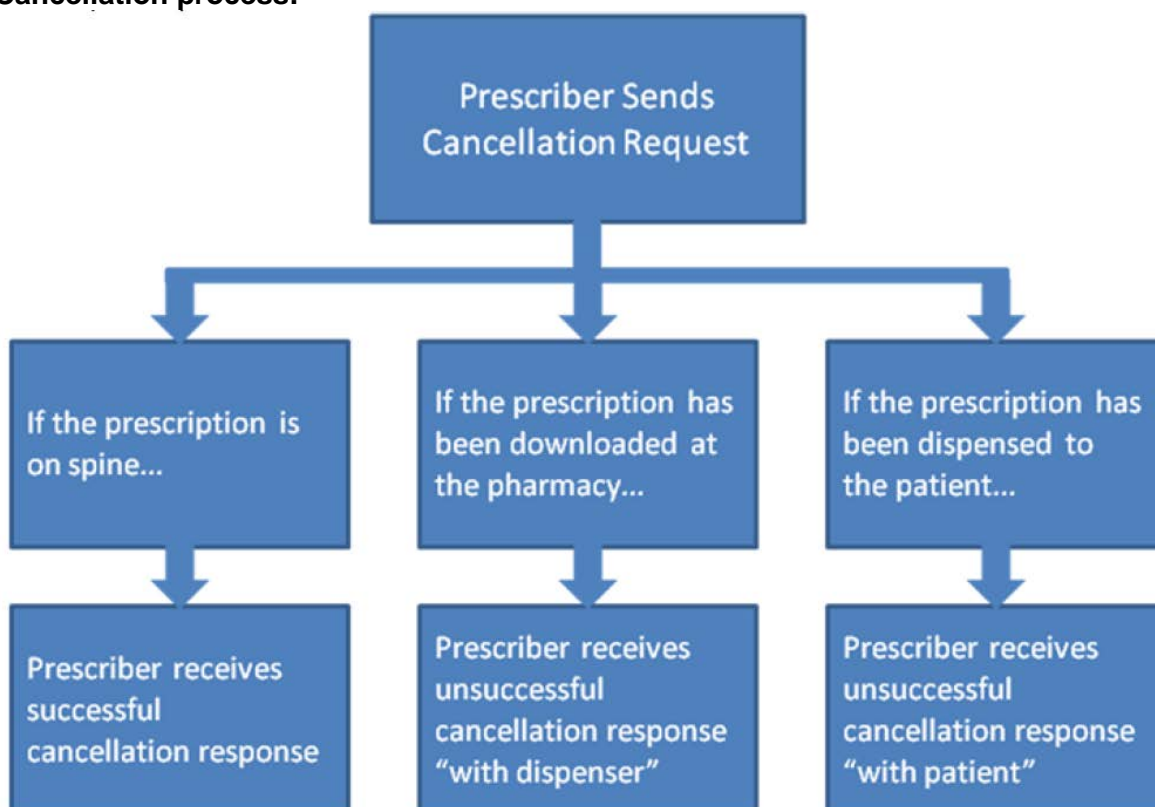 Cancellation process:
Prescriber Sends
Cancellation Request
If the prescription is
on spine...
If the prescription has
been downloaded at
the pharmacy...
If the prescription has
been dispensed to
the patient...
Prescriber receives
successful
cancellation response
Prescriber receives
unsuccessful
cancellation response
“with dispenser”
Prescriber receives
unsuccessful
cancellation response
“with patient”